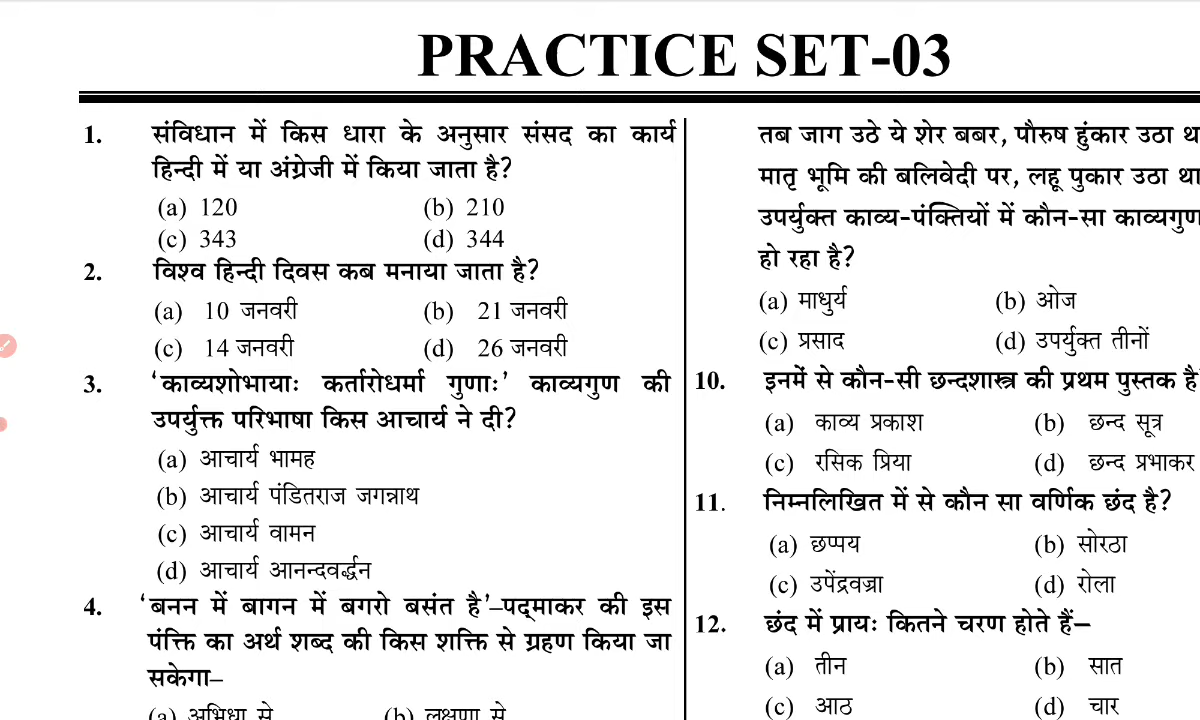 PRACTICE SET-03
1. संविधान में किस धारा के अनुसार संसद का कार्य
हिन्दी में या अंग्रेजी में किया जाता है?
(a) 120 (b) 210
(c) 343 (d) 344
2. विश्व हिन्दी दिवस कब मनाया जाता है?
(a) 10 जनवरी (b) 21 जनवरी
(c) 14 जनवरी (d) 26 जनवरी
3. ‘काव्यशोभायाः कर्तारोधर्मा गुणाः’ काव्यगुण की
उपर्युक्त परिभाषा किस आचार्य ने दी?
(a) आचार्य भामह
(b) आचार्य पंडितराज जगन्नाथ
(c) आचार्य वामन
(d) आचार्य आनन्दवर्द्धन
4. ‘बनन में बागन में बगरो बसंत है’–पद्माकर की इस
पंक्ति का अर्थ शब्द की किस शक्ति से ग्रहण किया जा
सकेगा–
(a) अभिधा से (b) लक्षणा से
तब जाग उठे ये शेर बबर, पौरुष हुंकार उठा थ
मातृ भूमि की बलिवेदी पर, लहू पुकार उठा था
उपर्युक्त काव्य-पंक्तियों में कौन-सा काव्यगुण
हो रहा है?
(a) माधुर्य (b) ओज
(c) प्रसाद (d) उपर्युक्त तीनों
10. इनमें से कौन-सी छन्दशास्त्र की प्रथम पुस्तक है
(a) काव्य प्रकाश (b) छन्द सूत्र
(c) रसिक प्रिया (d) छन्द प्रभाकर
11. निम्नलिखित में से कौन सा वर्णिक छंद है?
(a) छप्पय (b) सोरठा
(c) उपेंद्रवज्रा (d) रोला
12. छंद में प्रायः कितने चरण होते हैं–
(a) तीन (b) सात
(c) आठ (d) चार